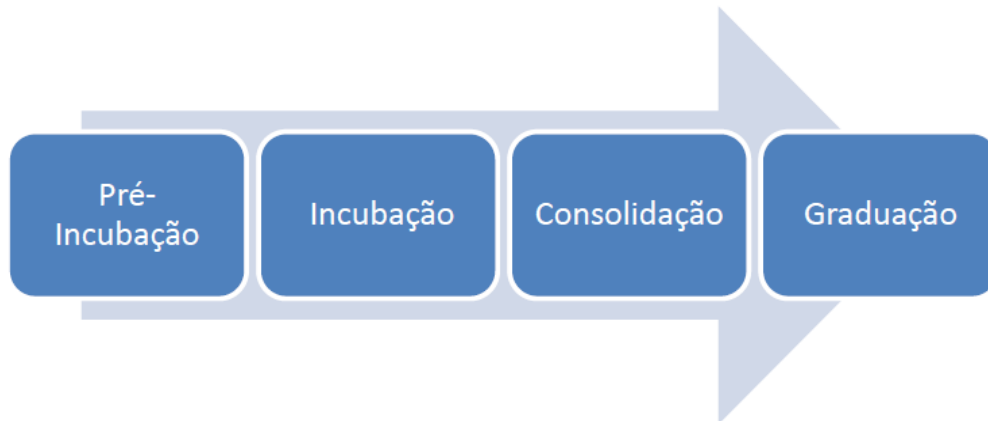 Pré-
Incubação
Incubação
Consolidação
Graduação